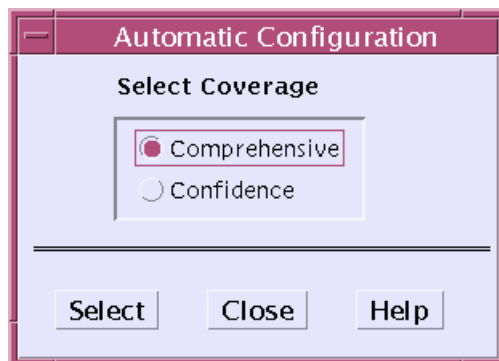 Automatic Configuration
Select Coverage
Comprehensive
Confidence
Select Close Help